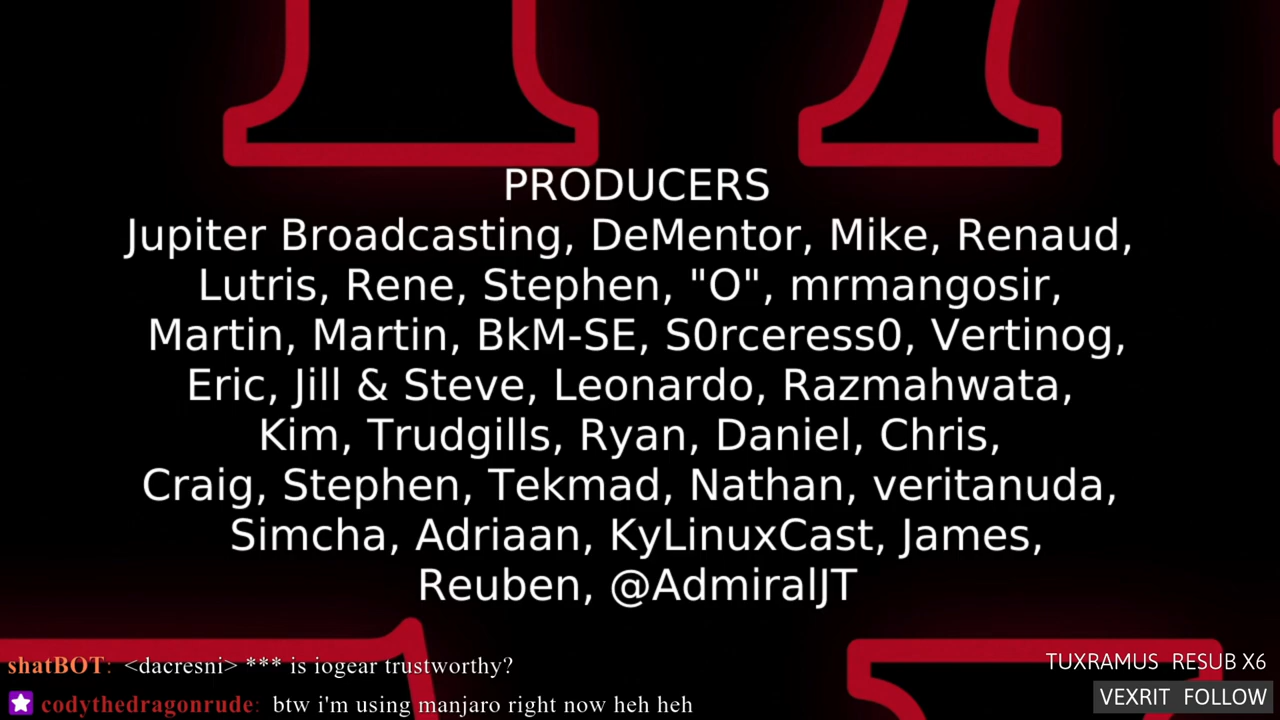 PRODUCERS
Jupiter Broadcasting, DeMentor, Mike, Renaud,
Lutris, Rene, Stephen, "O", mrmangosir,
Martin, Martin, BkM-SE, S0rceress0, Vertinog,
Eric, Jill & Steve, Leonardo, Razmahwata,
Kim, Trudgills, Ryan, Daniel, Chris,
Craig, Stephen, Tekmad, Nathan, veritanuda,
Simcha, Adriaan, KyLinuxCast, James,
Reuben, @AdmiralJT
shatBOT: <dacresni> *** is iogear trustworthy?
codythedragonrude: btw i'm using manjaro right now heh heh
TUXRAMUS RESUB X6
VEXRIT FOLLOW